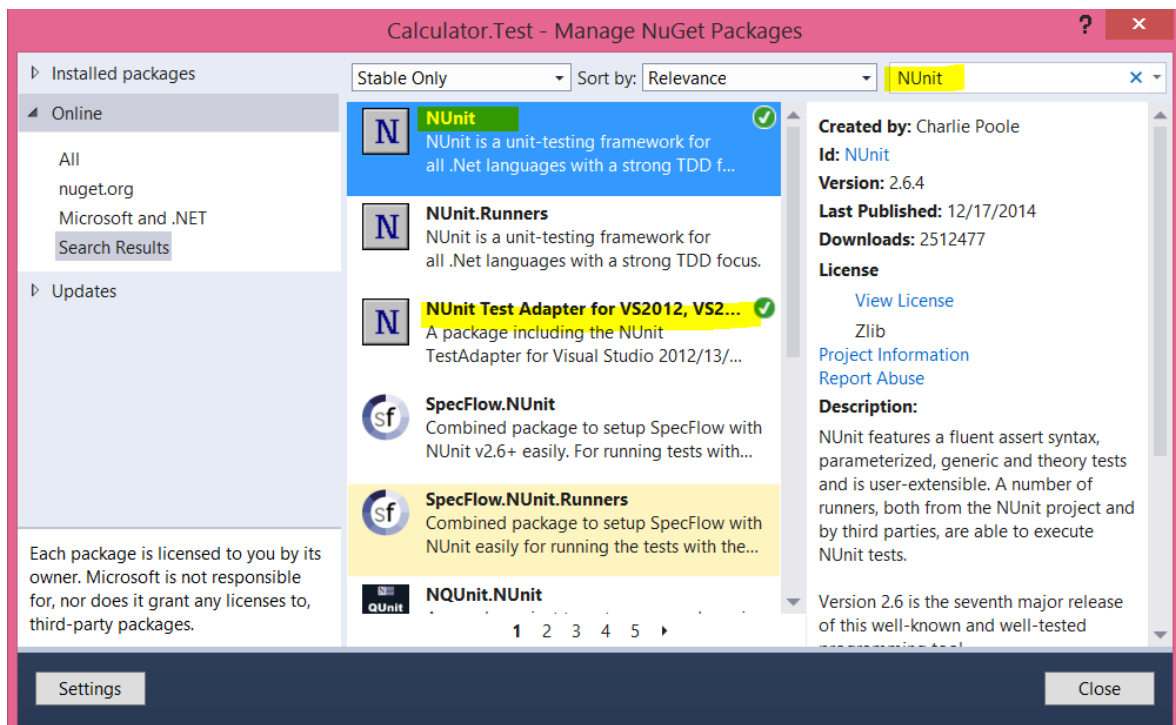 Calculator.Test - Manage NuGet Packages
? ×
Installed packages
Online
All
nuget.org
Microsoft and .NET
Search Results
Updates
Each package is licensed to you by its
owner. Microsoft is not responsible
for, nor does it grant any licenses to,
third-party packages.
Stable Only
Sort by: Relevance
NUnit
N
NUnit
NUnit is a unit-testing framework for
all .Net languages with a strong TDD f...
N
NUnit.Runners
NUnit is a unit-testing framework for
all .Net languages with a strong TDD focus.
N
NUnit Test Adapter for VS2012, VS2...
A package including the NUnit
TestAdapter for Visual Studio 2012/13/...
sf
SpecFlow.NUnit
Combined package to setup SpecFlow with
NUnit v2.6+ easily. For running tests with...
sf
SpecFlow.NUnit.Runners
Combined package to setup SpecFlow with
NUnit easily for running the tests with the...
QUnit
NQUnit.NUnit
1 2 3 4 5
Created by: Charlie Poole
Id: NUnit
Version: 2.6.4
Last Published: 12/17/2014
Downloads: 2512477
License
View License
Zlib
Project Information
Report Abuse
Description:
NUnit features a fluent assert syntax,
parameterized, generic and theory tests
and is user-extensible. A number of
runners, both from the NUnit project and
by third parties, are able to execute
NUnit tests.
Version 2.6 is the seventh major release
of this well-known and well-tested
Settings
Close